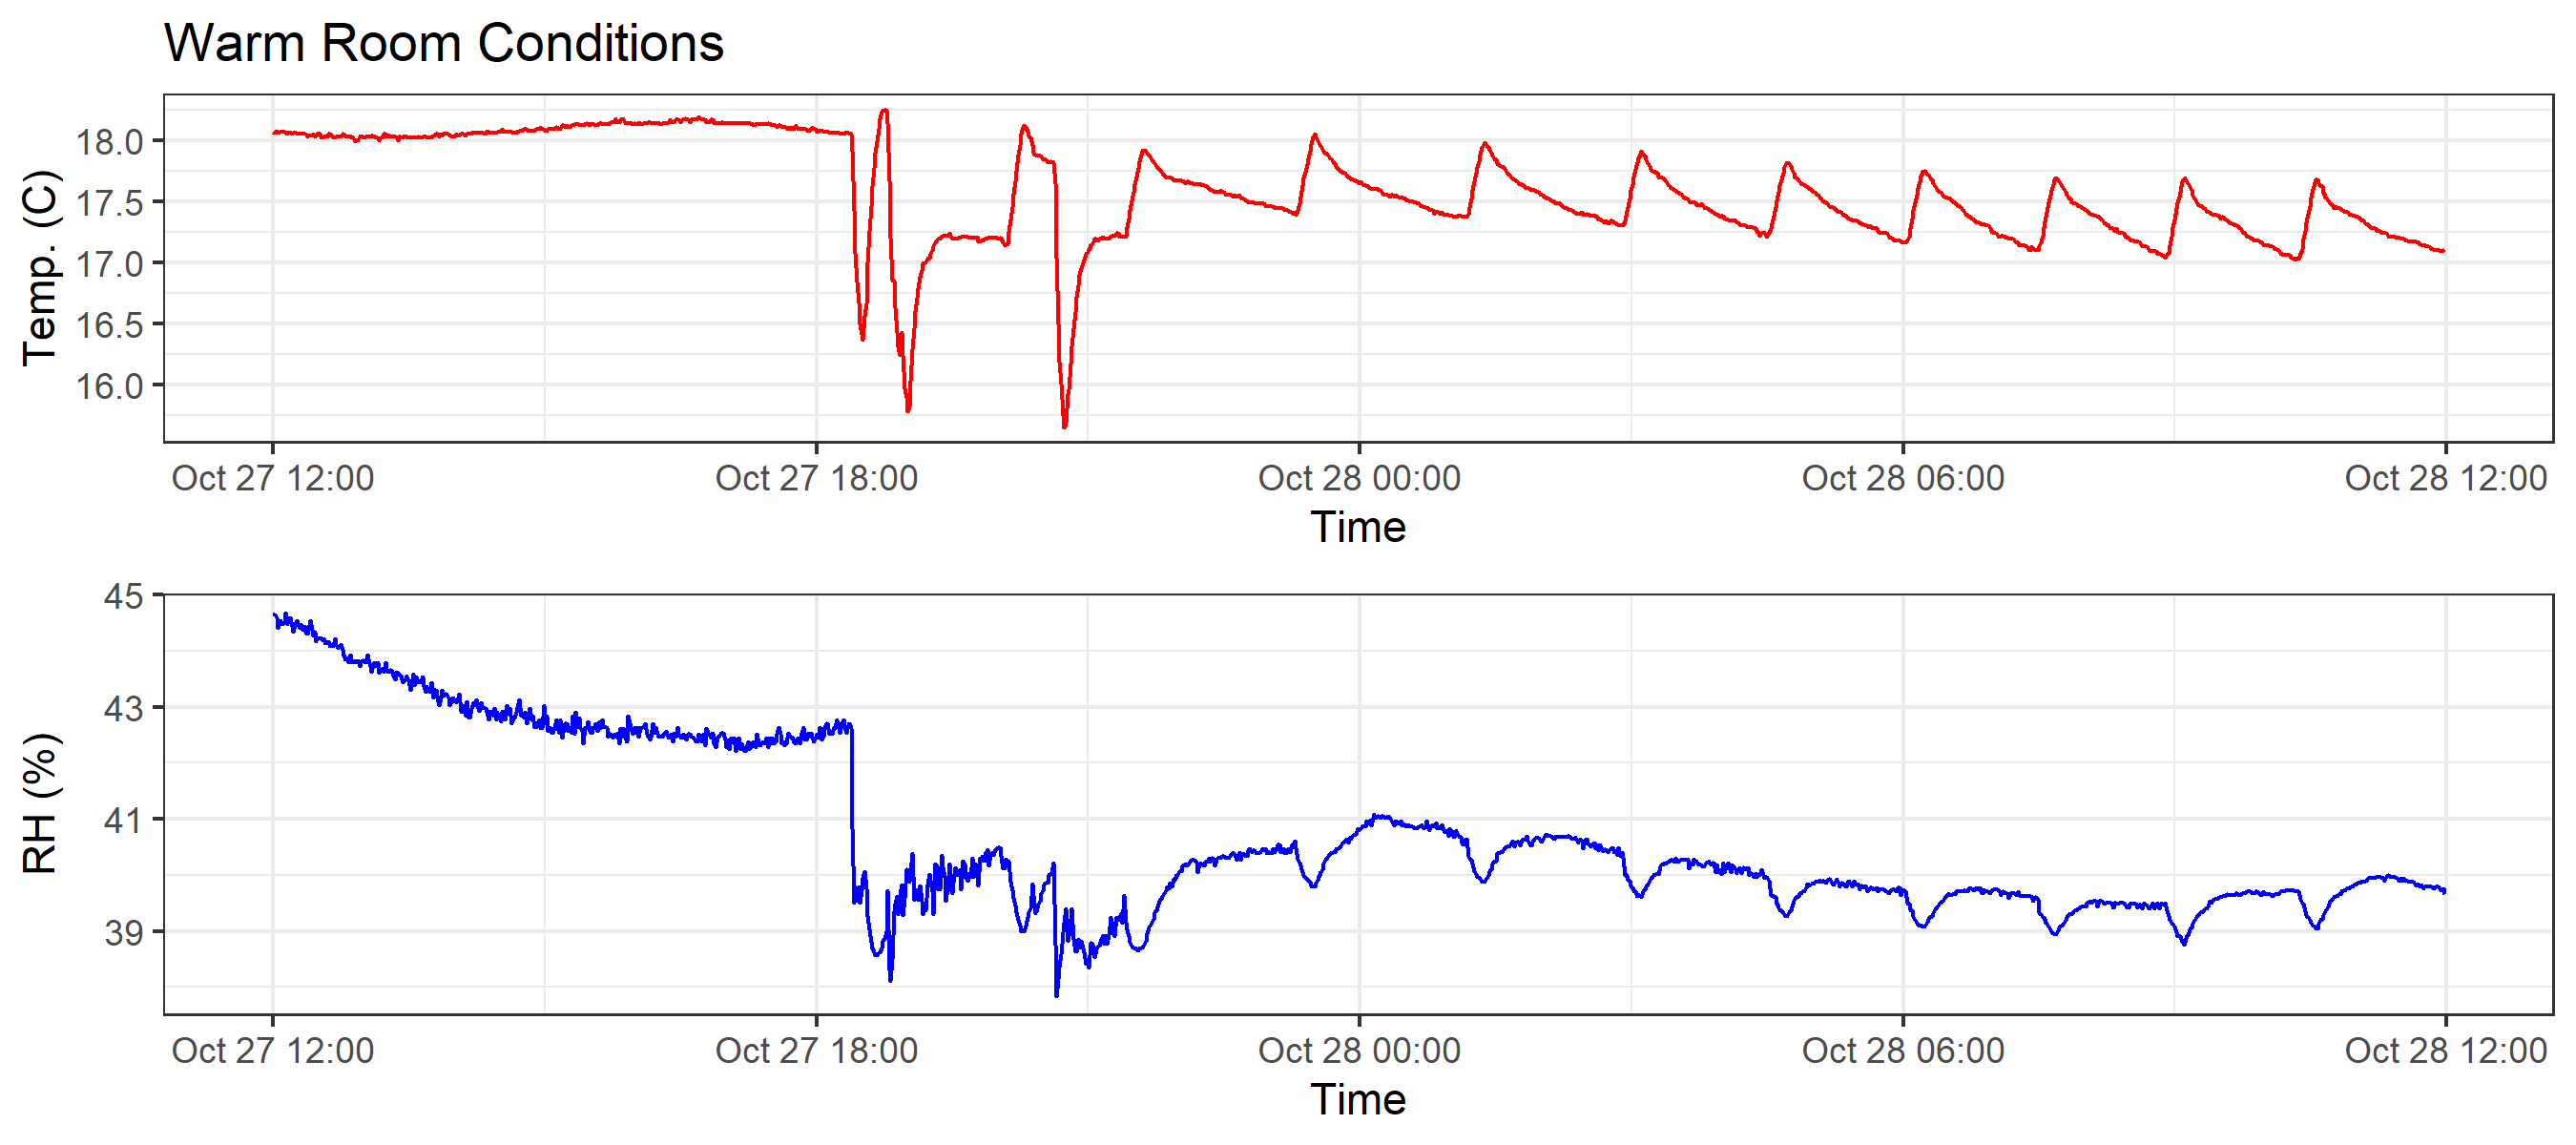 Warm Room Conditions
Temp. (C)
18.0
17.5
17.0
16.5
16.0
Oct 27 12:00 Oct 27 18:00 Oct 28 00:00 Oct 28 06:00 Oct 28 12:00
Time
RH (%)
45
43
41
39
Oct 27 12:00 Oct 27 18:00 Oct 28 00:00 Oct 28 06:00 Oct 28 12:00
Time